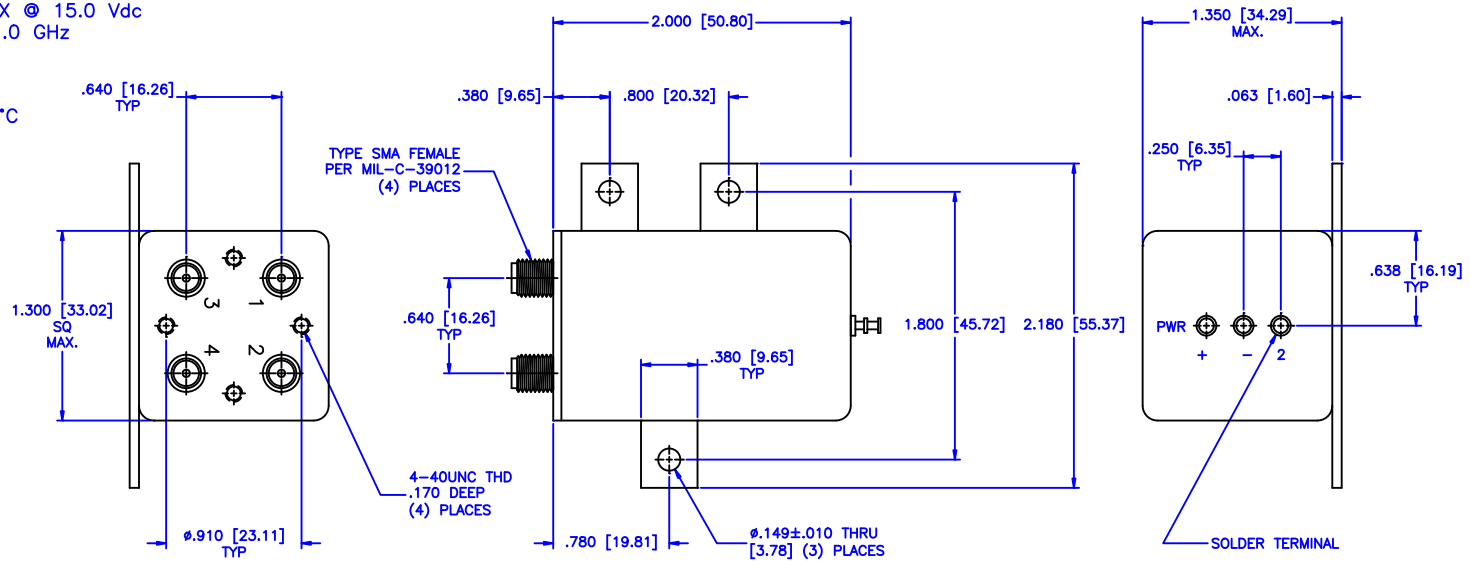 X @ 15.0 Vdc
.0 GHz
°C
.640 [16.26]
TYP
1.300 [33.02]
SQ
MAX.
3
1
4
2
ø.910 [23.11]
TYP
4-40UNC THD
.170 DEEP
(4) PLACES
TYPE SMA FEMALE
PER MIL-C-39012
(4) PLACES
2.000 [50.80]
.380 [9.65]
.800 [20.32]
.640 [16.26]
TYP
.380 [9.65]
TYP
1.800 [45.72]
2.180 [55.37]
.780 [19.81]
ø.149±.010 THRU
[3.78] (3) PLACES
1.350 [34.29]
MAX.
.063 [1.60]
.250 [6.35]
TYP
.638 [16.19]
TYP
PWR
+ - 2
SOLDER TERMINAL